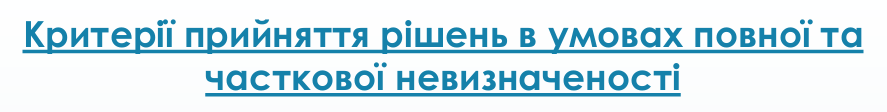 Критерії прийняття рішень в умовах повної та
часткової невизначеності